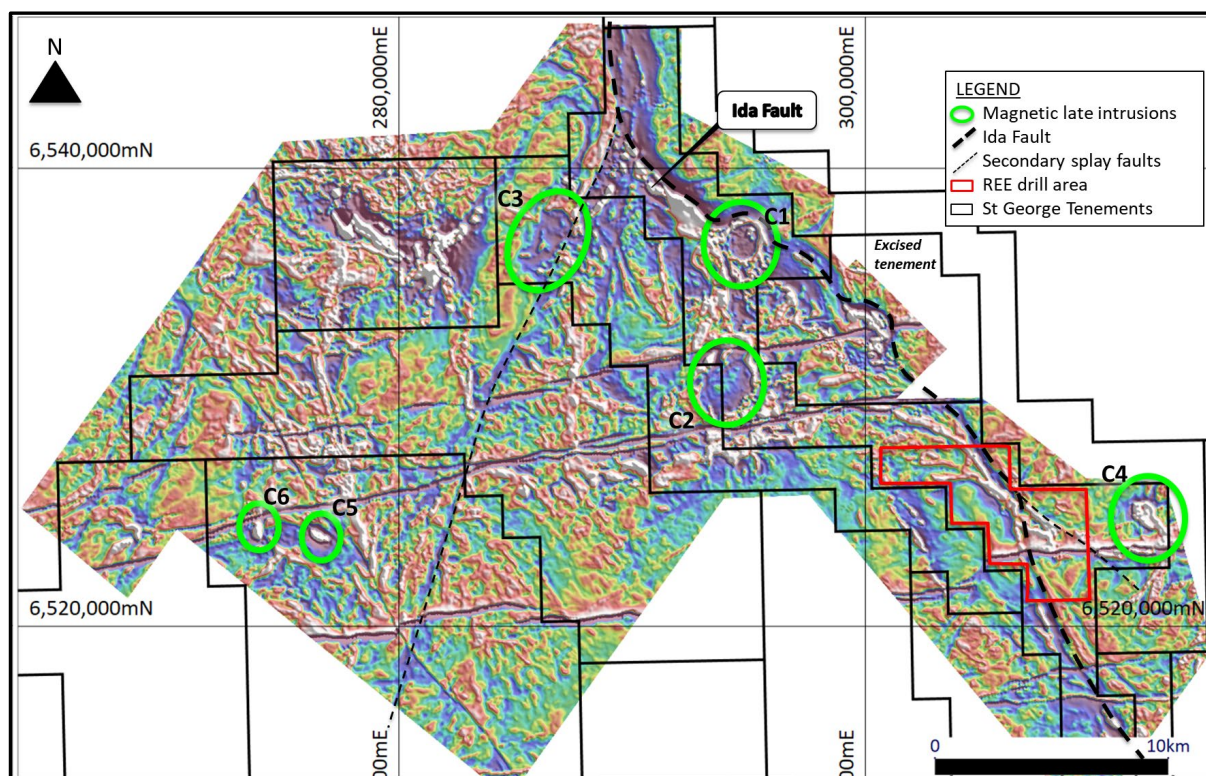 N
280,000mE
300,000mE
LEGEND
Magnetic late intrusions
Ida Fault
Secondary splay faults
REE drill area
St George Tenements
Ida Fault
6,540,000mN
C3
C1
Excised
tenement
C2
C4
C6
C5
6,520,000mN
6,520,000mN
0
10km